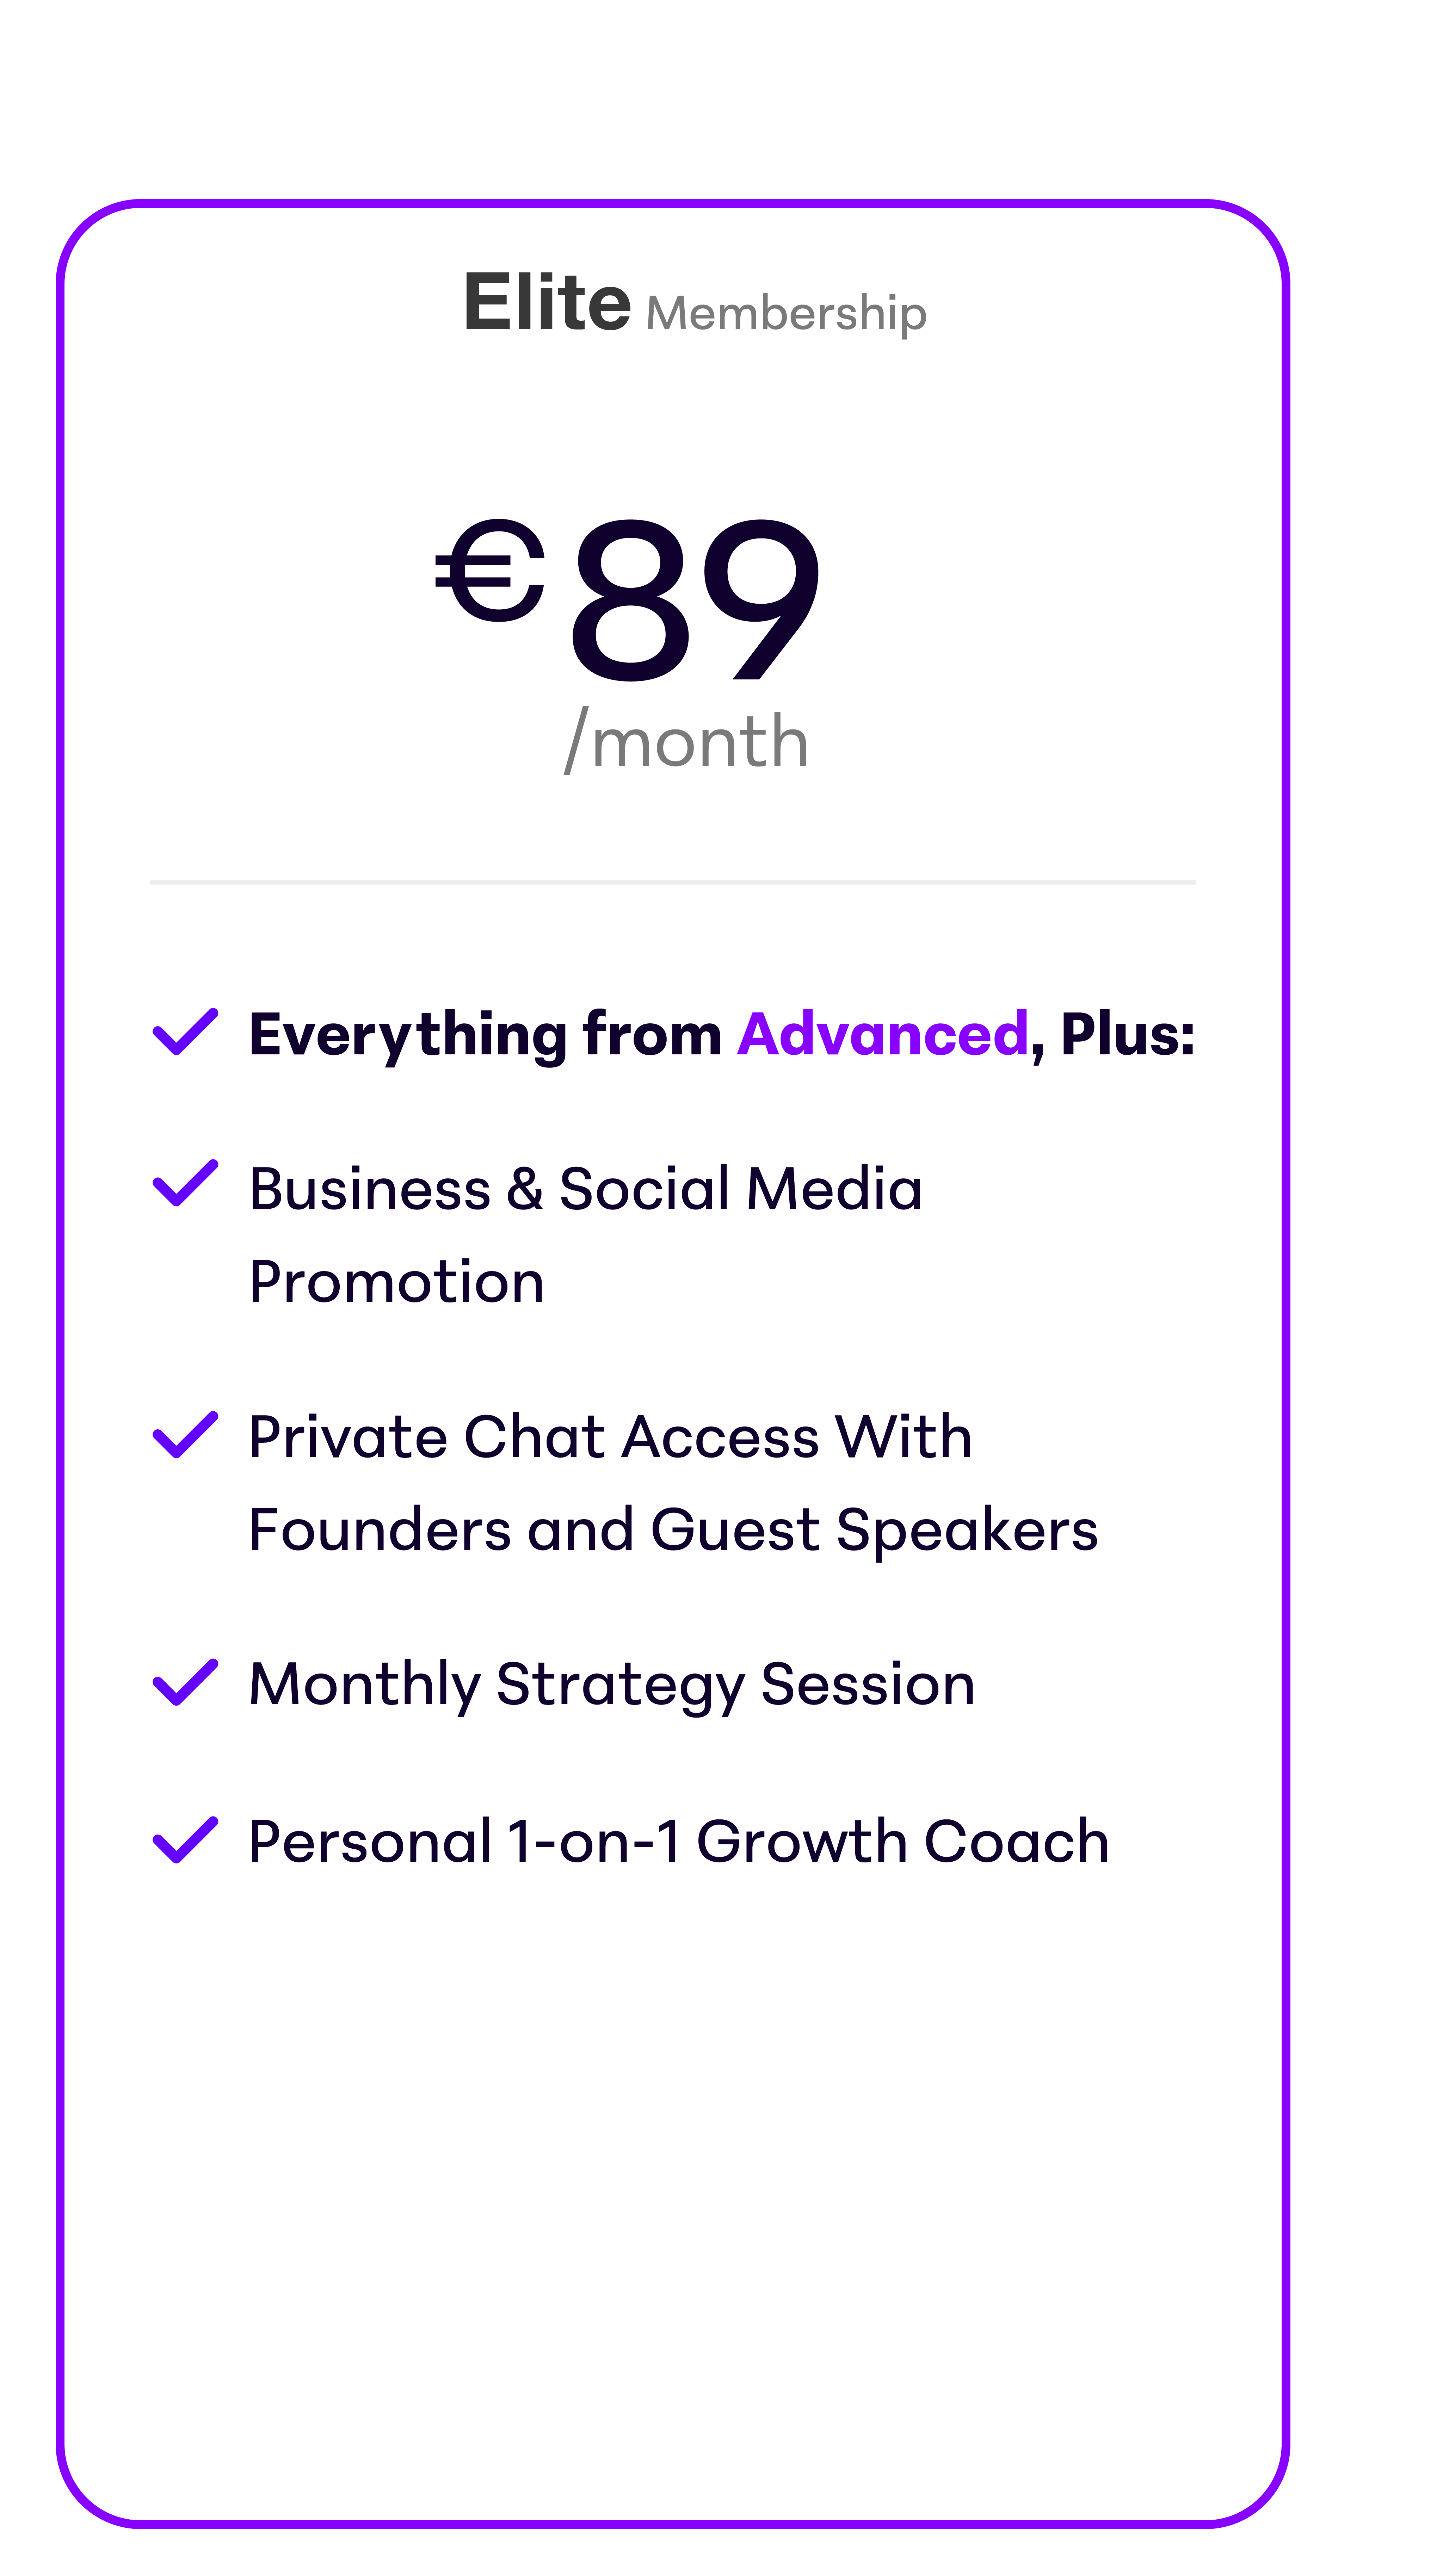 Elite Membership
€89
/month
Everything from Advanced, Plus:
Business & Social Media
Promotion
Private Chat Access With
Founders and Guest Speakers
Monthly Strategy Session
Personal 1-on-1 Growth Coach